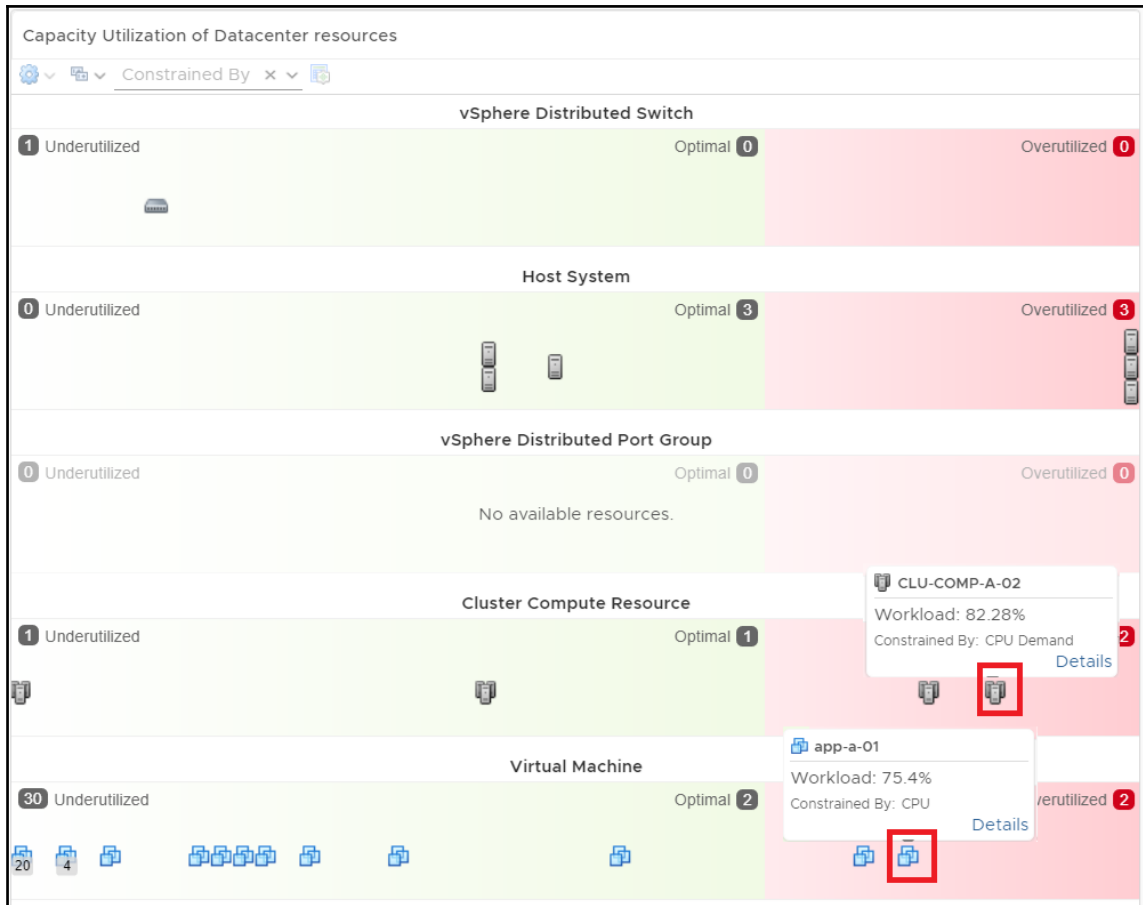 Capacity Utilization of Datacenter resources
Constrained By
vSphere Distributed Switch
1 Underutilized Optimal 0 Overutilized 0
Host System
0 Underutilized Optimal 3 Overutilized 3
vSphere Distributed Port Group
0 Underutilized Optimal 0 Overutilized 0
No available resources.
CLU-COMP-A-02
Workload: 82.28%
Constrained By: CPU Demand
Details
Cluster Compute Resource
1 Underutilized Optimal 1 2
app-a-01
Workload: 75.4%
Constrained By: CPU
Details
Virtual Machine
30 Underutilized Optimal 2 verutilized 2
20 4